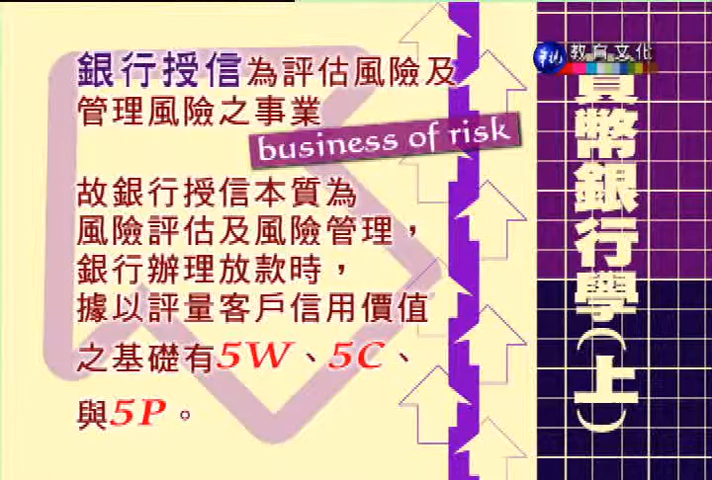 銀行授信為評估風險及
管理風險之事業
business of risk
故銀行授信本質為
風險評估及風險管理，
銀行辦理放款時，
據以評量客戶信用價值
之基礎有5W、5C、
與5P。
華視
教育文化
貨幣銀行學(上)